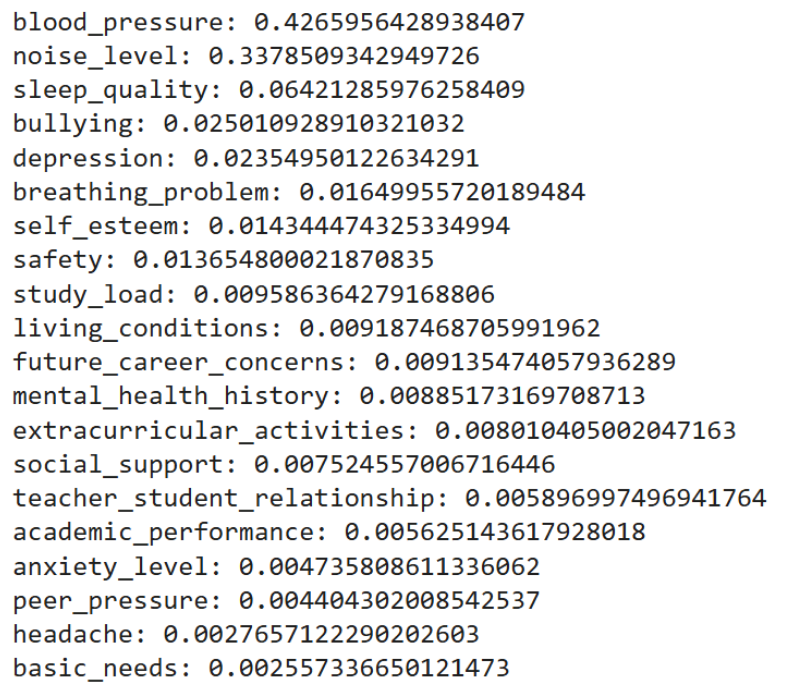 blood_pressure: 0.4265956428938407
noise_level: 0.3378509342949726
sleep_quality: 0.06421285976258409
bullying: 0.025010928910321032
depression: 0.02354950122634291
breathing_problem: 0.01649955720189484
self_esteem: 0.014344474325334994
safety: 0.013654800021870835
study_load: 0.009586364279168806
living_conditions: 0.009187468705991962
future_career_concerns: 0.009135474057936289
mental_health_history: 0.00885173169708713
extracurricular_activities: 0.008010405002047163
social_support: 0.007524557006716446
teacher_student_relationship: 0.005896997496941764
academic_performance: 0.005625143617928018
anxiety_level: 0.004735808611336062
peer_pressure: 0.004404302008542537
headache: 0.0027657122290202603
basic_needs: 0.002557336650121473